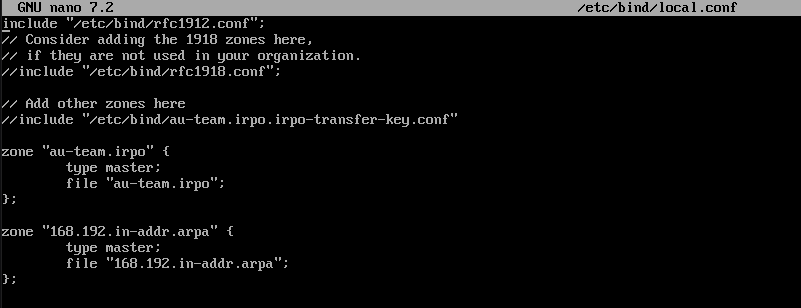 GNU nano 7.2 /etc/bind/local.conf
include "/etc/bind/rfc1912.conf";
// Consider adding the 1918 zones here,
// if they are not used in your organization.
//include "/etc/bind/rfc1918.conf";
// Add other zones here
//include "/etc/bind/au-team.irpo.irpo-transfer-key.conf"
zone "au-team.irpo" {
type master;
file "au-team.irpo";
};
zone "168.192.in-addr.arpa" {
type master;
file "168.192.in-addr.arpa";
};